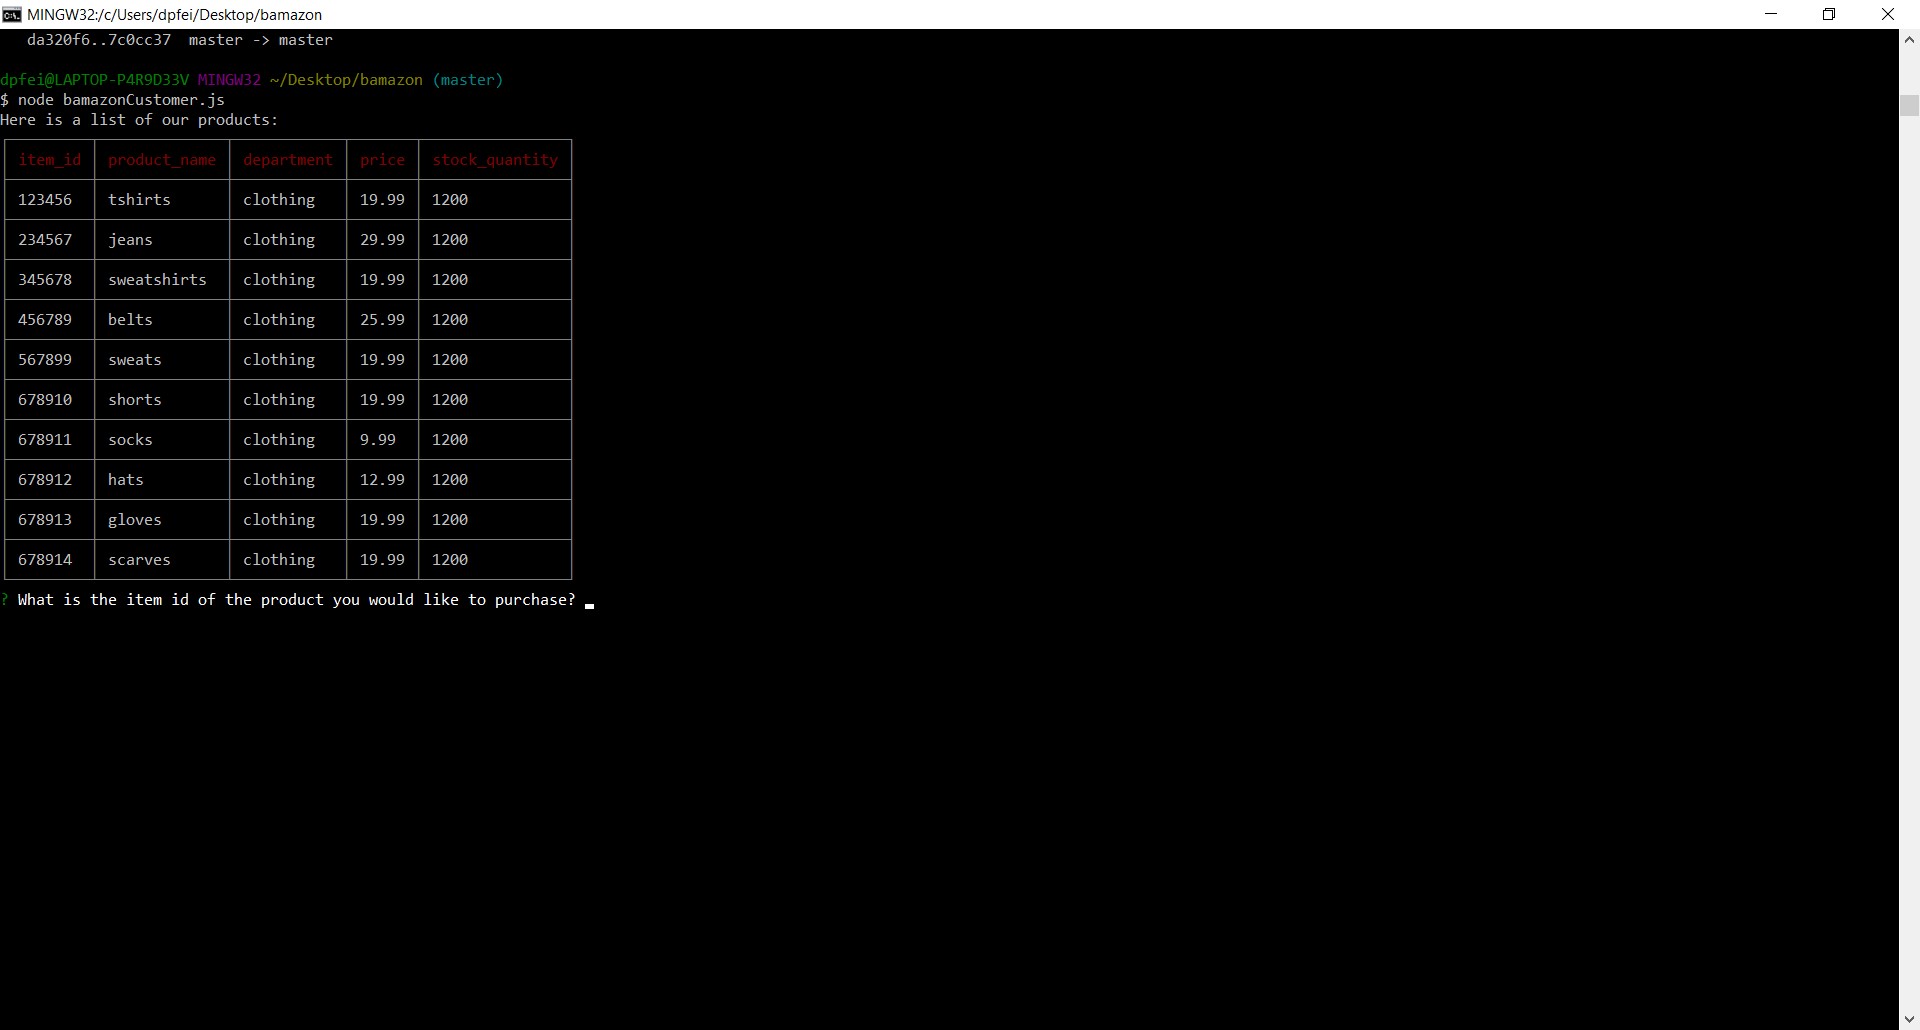 MINGW32:/c/Users/dpfei/Desktop/bamazon
da320f6..7c0cc37  master -> master
dpfei@LAPTOP-P4R9D33V MINGW32 ~/Desktop/bamazon (master)
$ node bamazonCustomer.js
Here is a list of our products:
item_id product_name department price stock_quantity
123456 tshirts clothing 19.99 1200
234567 jeans clothing 29.99 1200
345678 sweatshirts clothing 19.99 1200
456789 belts clothing 25.99 1200
567899 sweats clothing 19.99 1200
678910 shorts clothing 19.99 1200
678911 socks clothing 9.99 1200
678912 hats clothing 12.99 1200
678913 gloves clothing 19.99 1200
678914 scarves clothing 19.99 1200
? What is the item id of the product you would like to purchase?